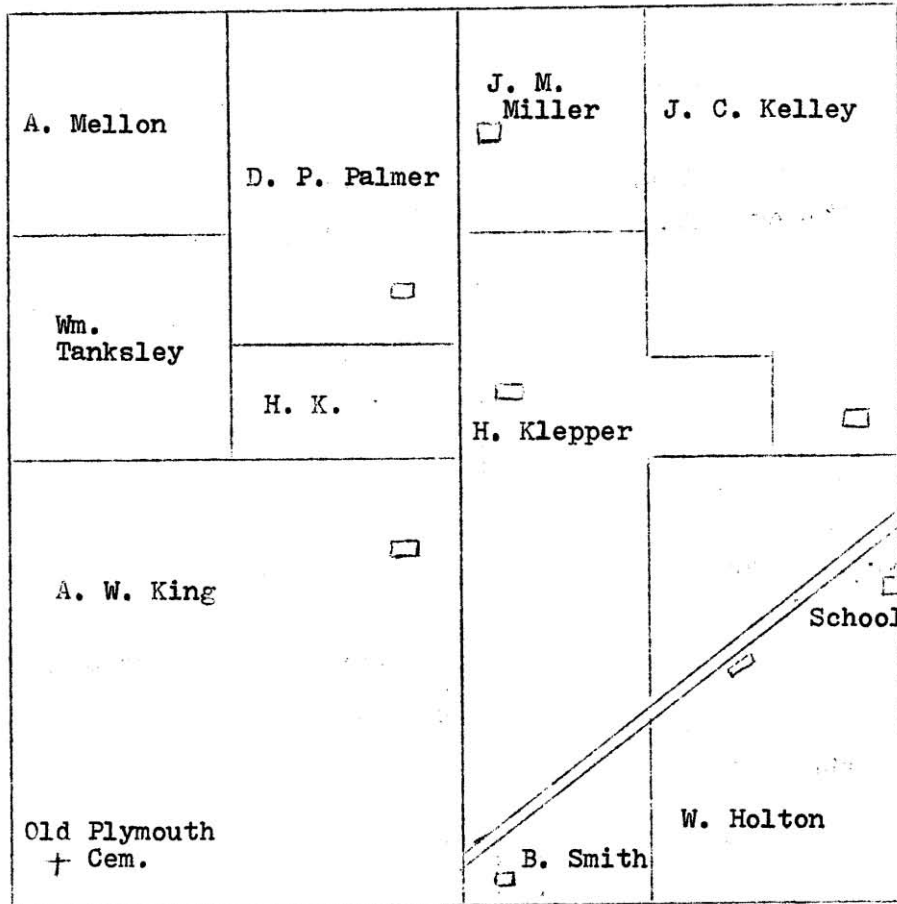 J. M.
Miller
A. Mellon
J. C. Kelley
D. P. Palmer
Wm.
Tanksley
H. K.
H. Klepper
A. W. King
School
Old Plymouth
Cem.
W. Holton
B. Smith